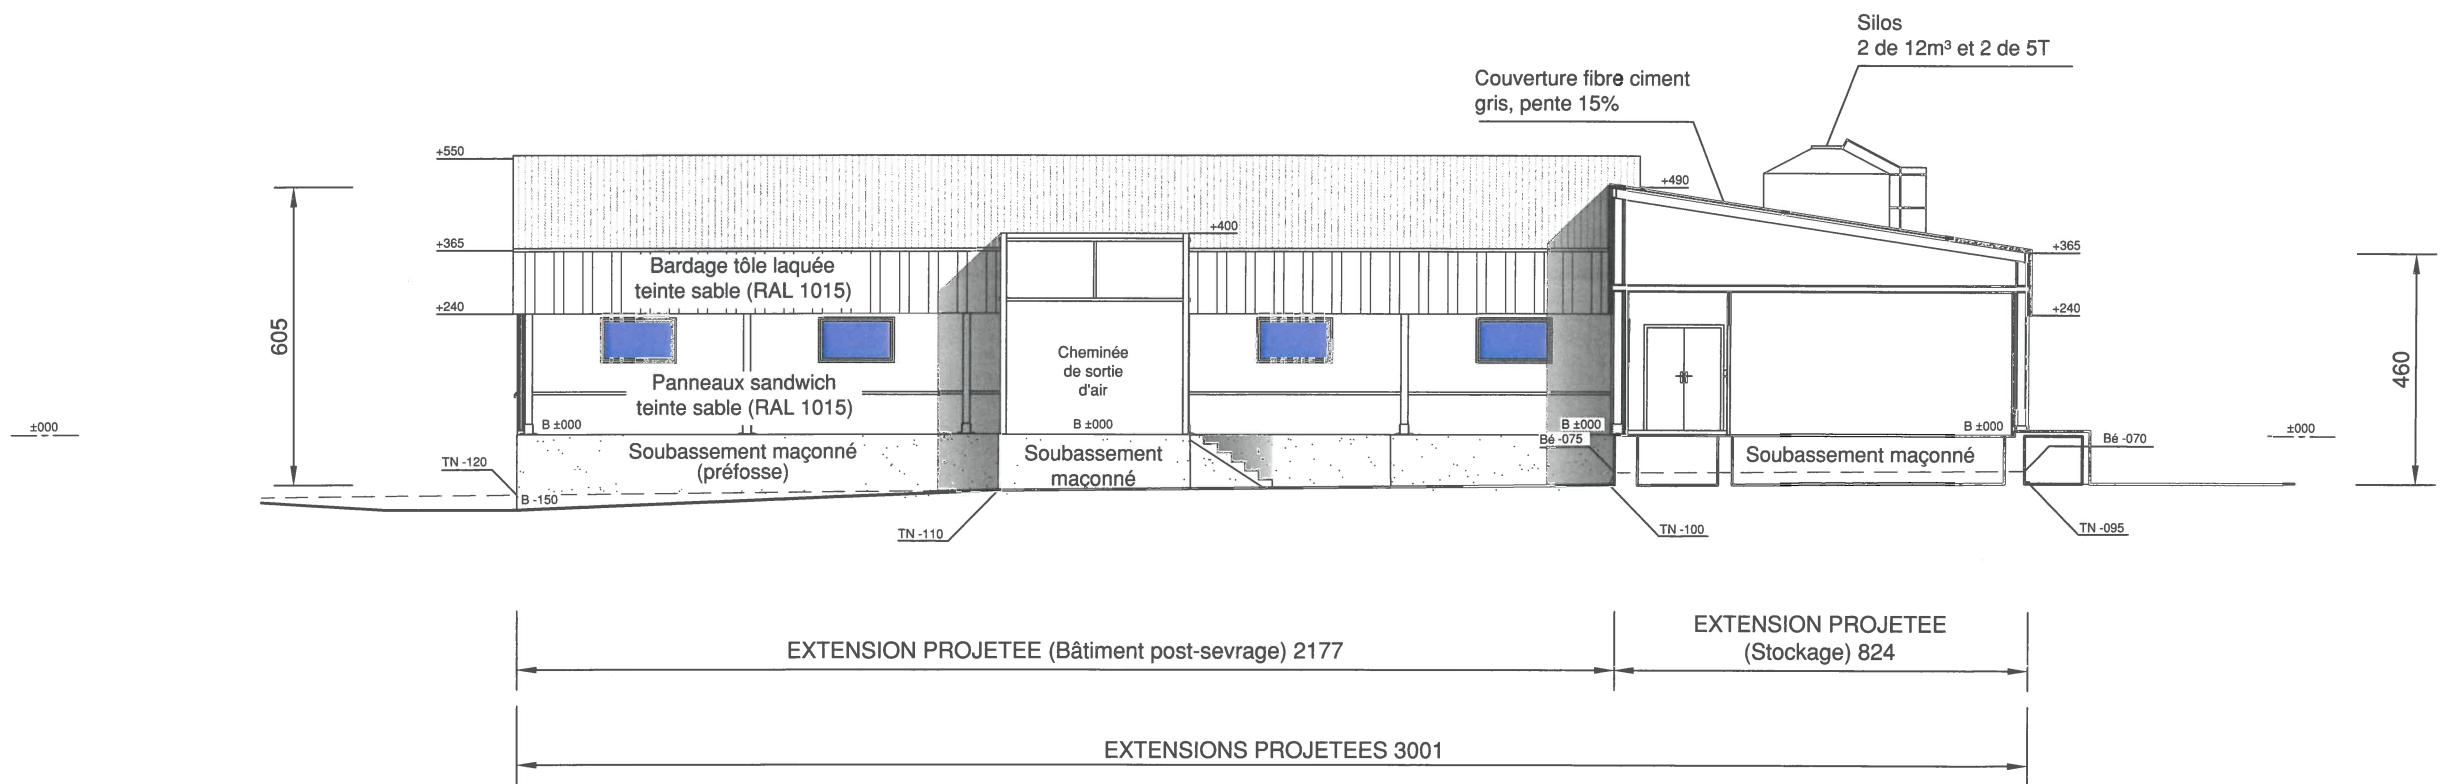 Silos
2 de 12m³ et 2 de 5T
Couverture fibre ciment
gris, pente 15%
+550
+490
+400
+365
+365
Bardage tôle laquée
teinte sable (RAL 1015)
+240
+240
605
460
Cheminée
de sortie
d'air
Panneaux sandwich
teinte sable (RAL 1015)
±000
B ±000
B ±000
B ±000
B ±000
±000
Bé -075
Bé -070
Soubassement maçonné
(préfosse)
Soubassement
maçonné
Soubassement maçonné
TN -120
B -150
TN -110
TN -100
TN -095
EXTENSION PROJETEE (Bâtiment post-sevrage) 2177
EXTENSION PROJETEE
(Stockage) 824
EXTENSIONS PROJETEES 3001